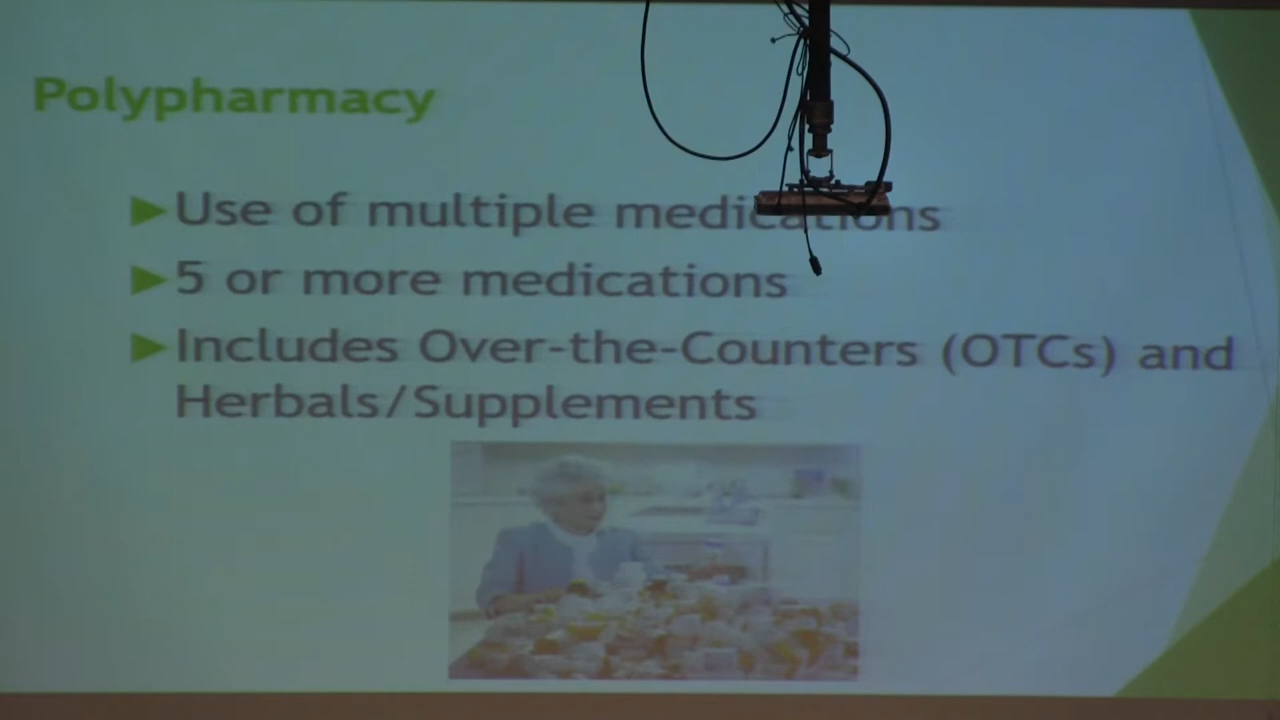 Polypharmacy
Use of multiple medications
5 or more medications
Includes Over-the-Counters (OTCs) and
Herbals/Supplements